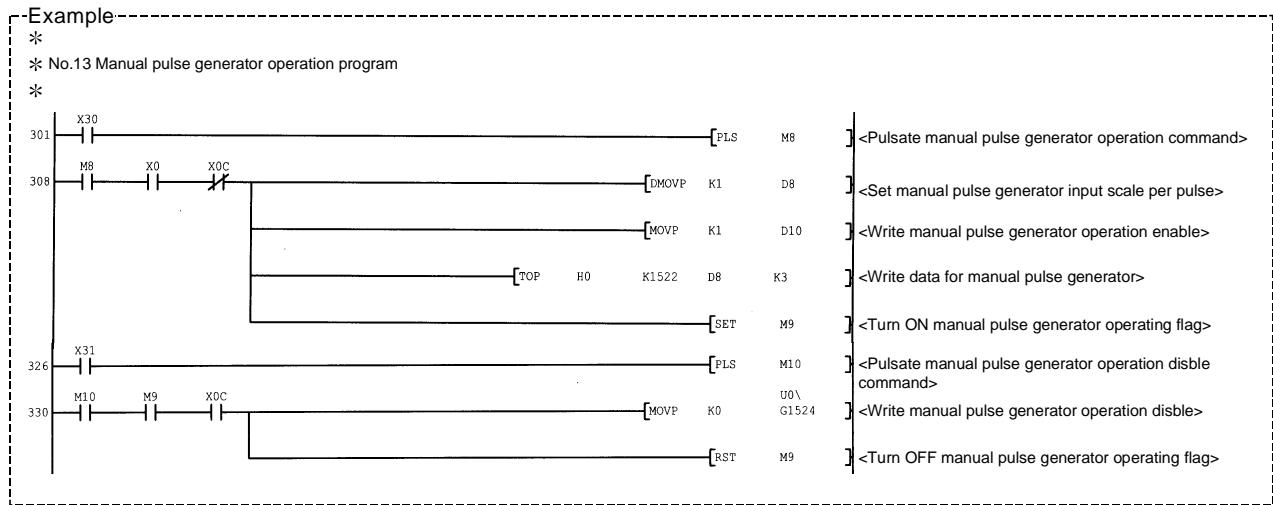 Example
*
* No.13 Manual pulse generator operation program
*
X30
301 [PLS M8 ] <Pulsate manual pulse generator operation command>
M8 X0 X0C
308 [DMOVP K1 D8 ] <Set manual pulse generator input scale per pulse>
[MOVP K1 D10 ] <Write manual pulse generator operation enable>
[TOP H0 K1522 D8 K3 ] <Write data for manual pulse generator>
[SET M9 ] <Turn ON manual pulse generator operating flag>
X31
326 [PLS M10 ] <Pulsate manual pulse generator operation disble
command>
M10 M9 X0C U0\
330 [MOVP K0 G1524 ] <Write manual pulse generator operation disble>
[RST M9 ] <Turn OFF manual pulse generator operating flag>